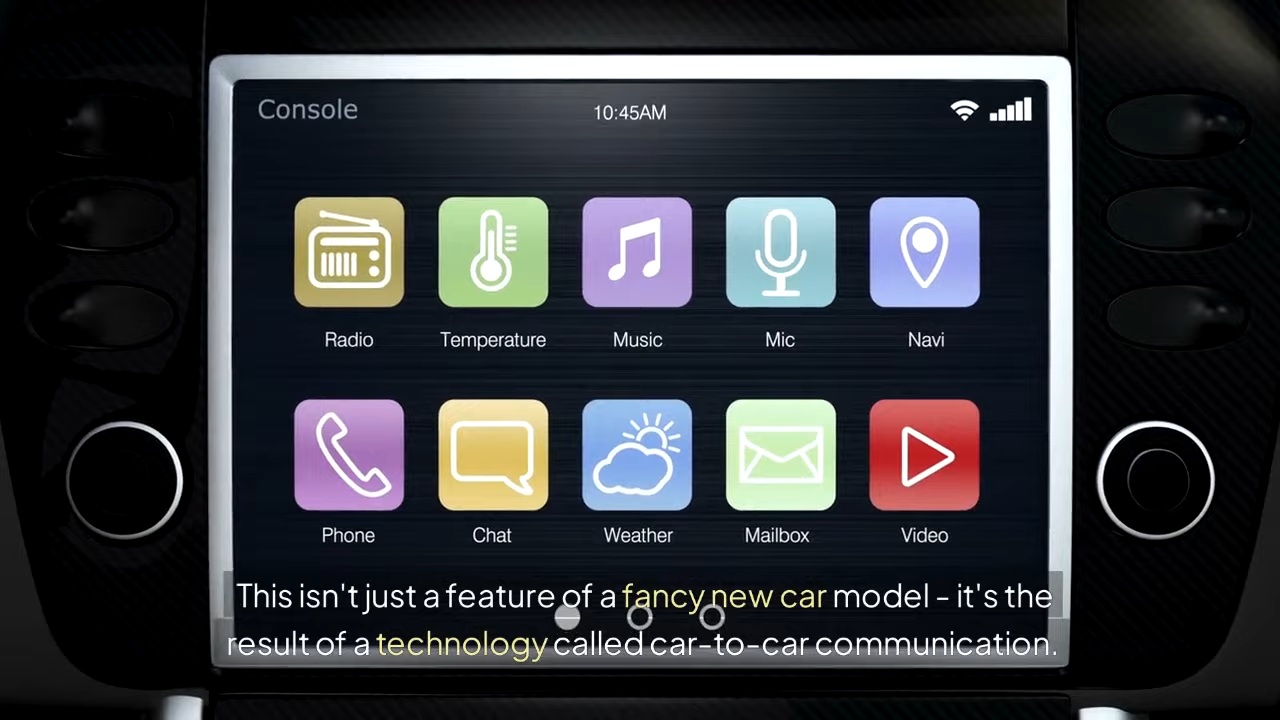 Console
10:45AM
Radio Temperature Music Mic Navi
Phone Chat Weather Mailbox Video
This isn't just a feature of a fancy new car model - it's the
result of a technology called car-to-car communication.